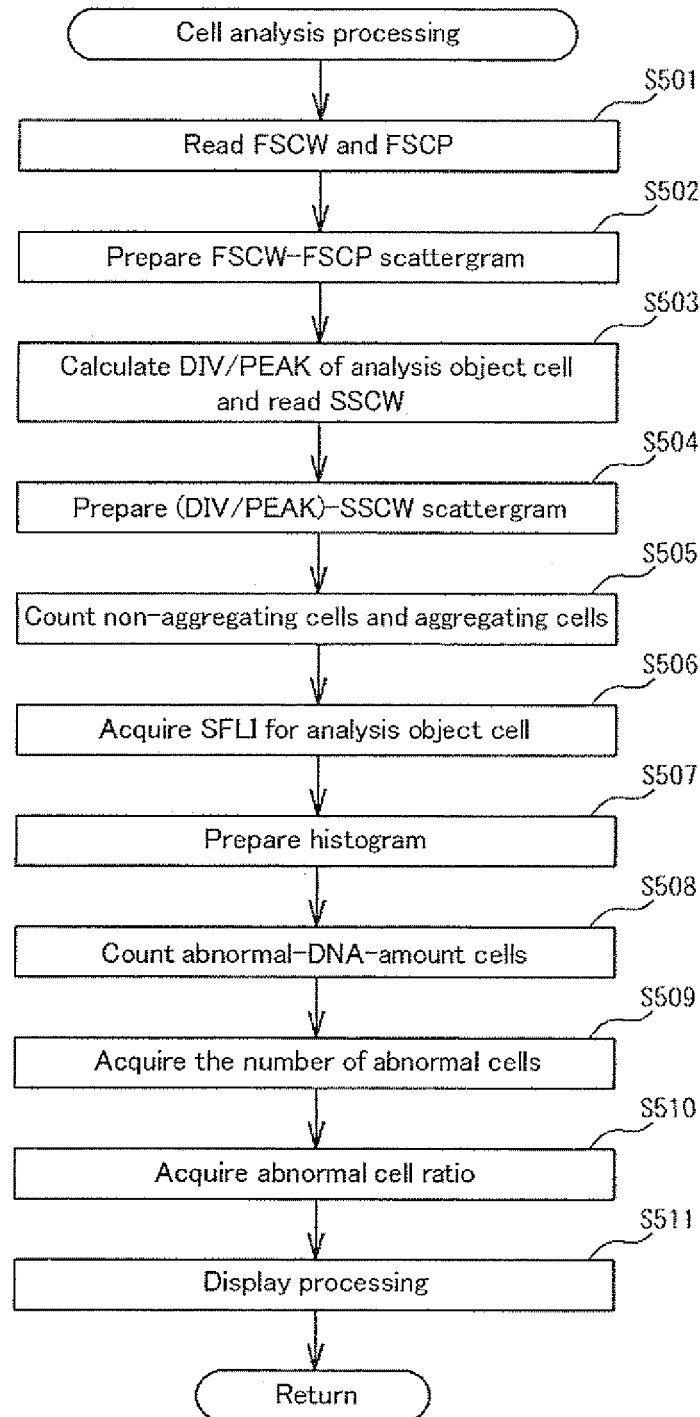 Cell analysis processing
S501
Read FSCW and FSCP
S502
Prepare FSCW-FSCP scattergram
S503
Calculate DIV/PEAK of analysis object cell
and read SSCW
S504
Prepare (DIV/PEAK)-SSCW scattergram
S505
Count non-aggregating cells and aggregating cells
S506
Acquire SFLI for analysis object cell
S507
Prepare histogram
S508
Count abnormal-DNA-amount cells
S509
Acquire the number of abnormal cells
S510
Acquire abnormal cell ratio
S511
Display processing
Return